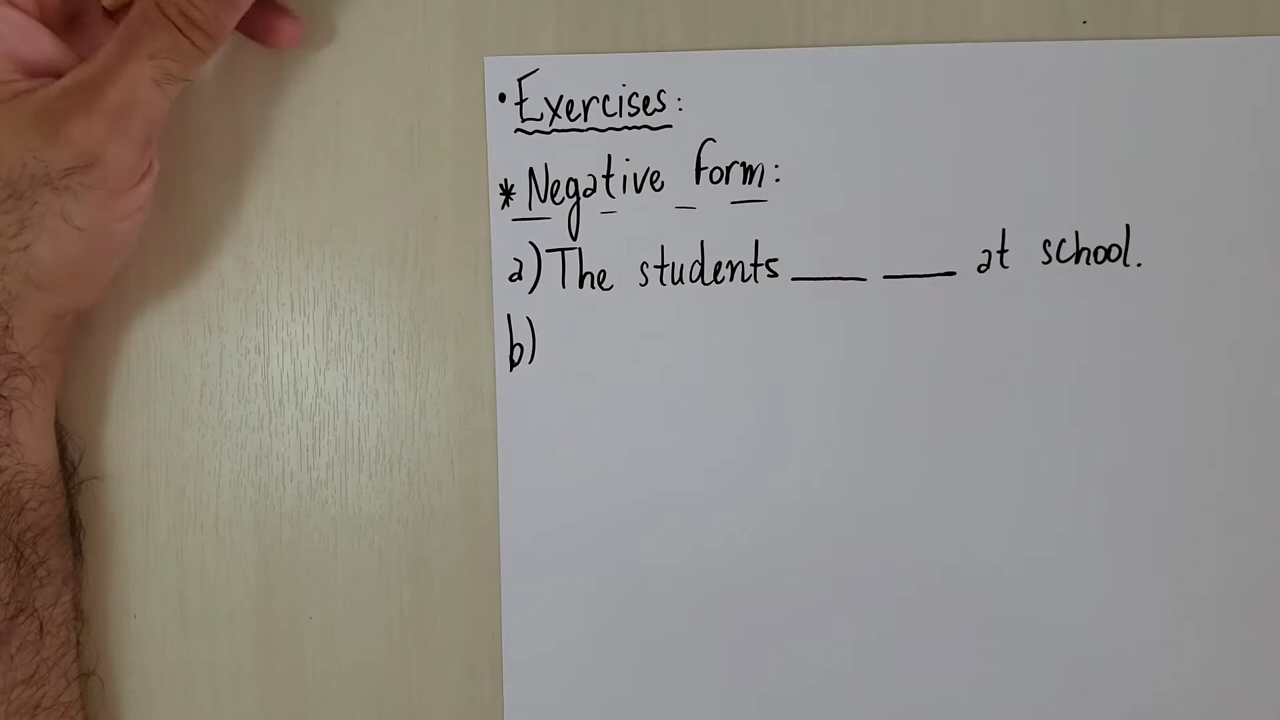 • Exercises:
* Negative form:
a) The students ___ ___ at school.
b)